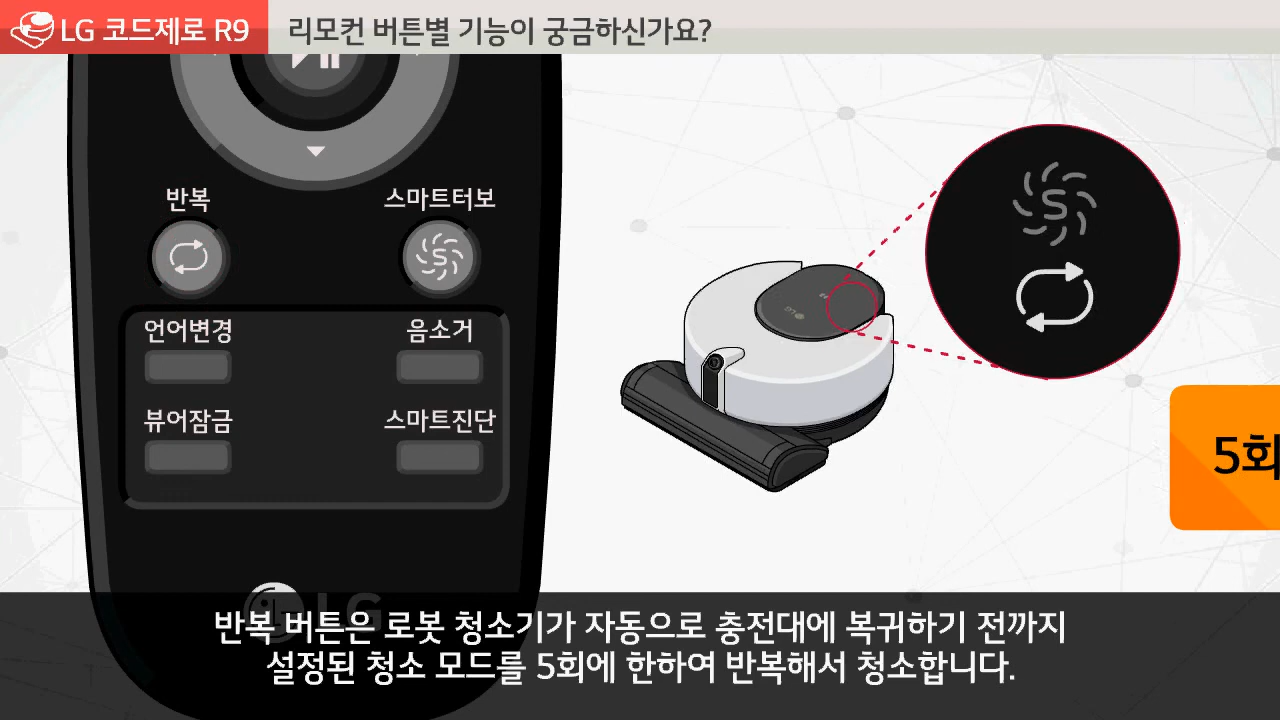 LG 코드제로 R9
리모컨 버튼별 기능이 궁금하신가요?
반복
스마트터보
S
S
언어변경
음소거
뷰어잠금
스마트진단
LG
5회
LG
반복 버튼은 로봇 청소기가 자동으로 충전대에 복귀하기 전까지
설정된 청소 모드를 5회에 한하여 반복해서 청소합니다.